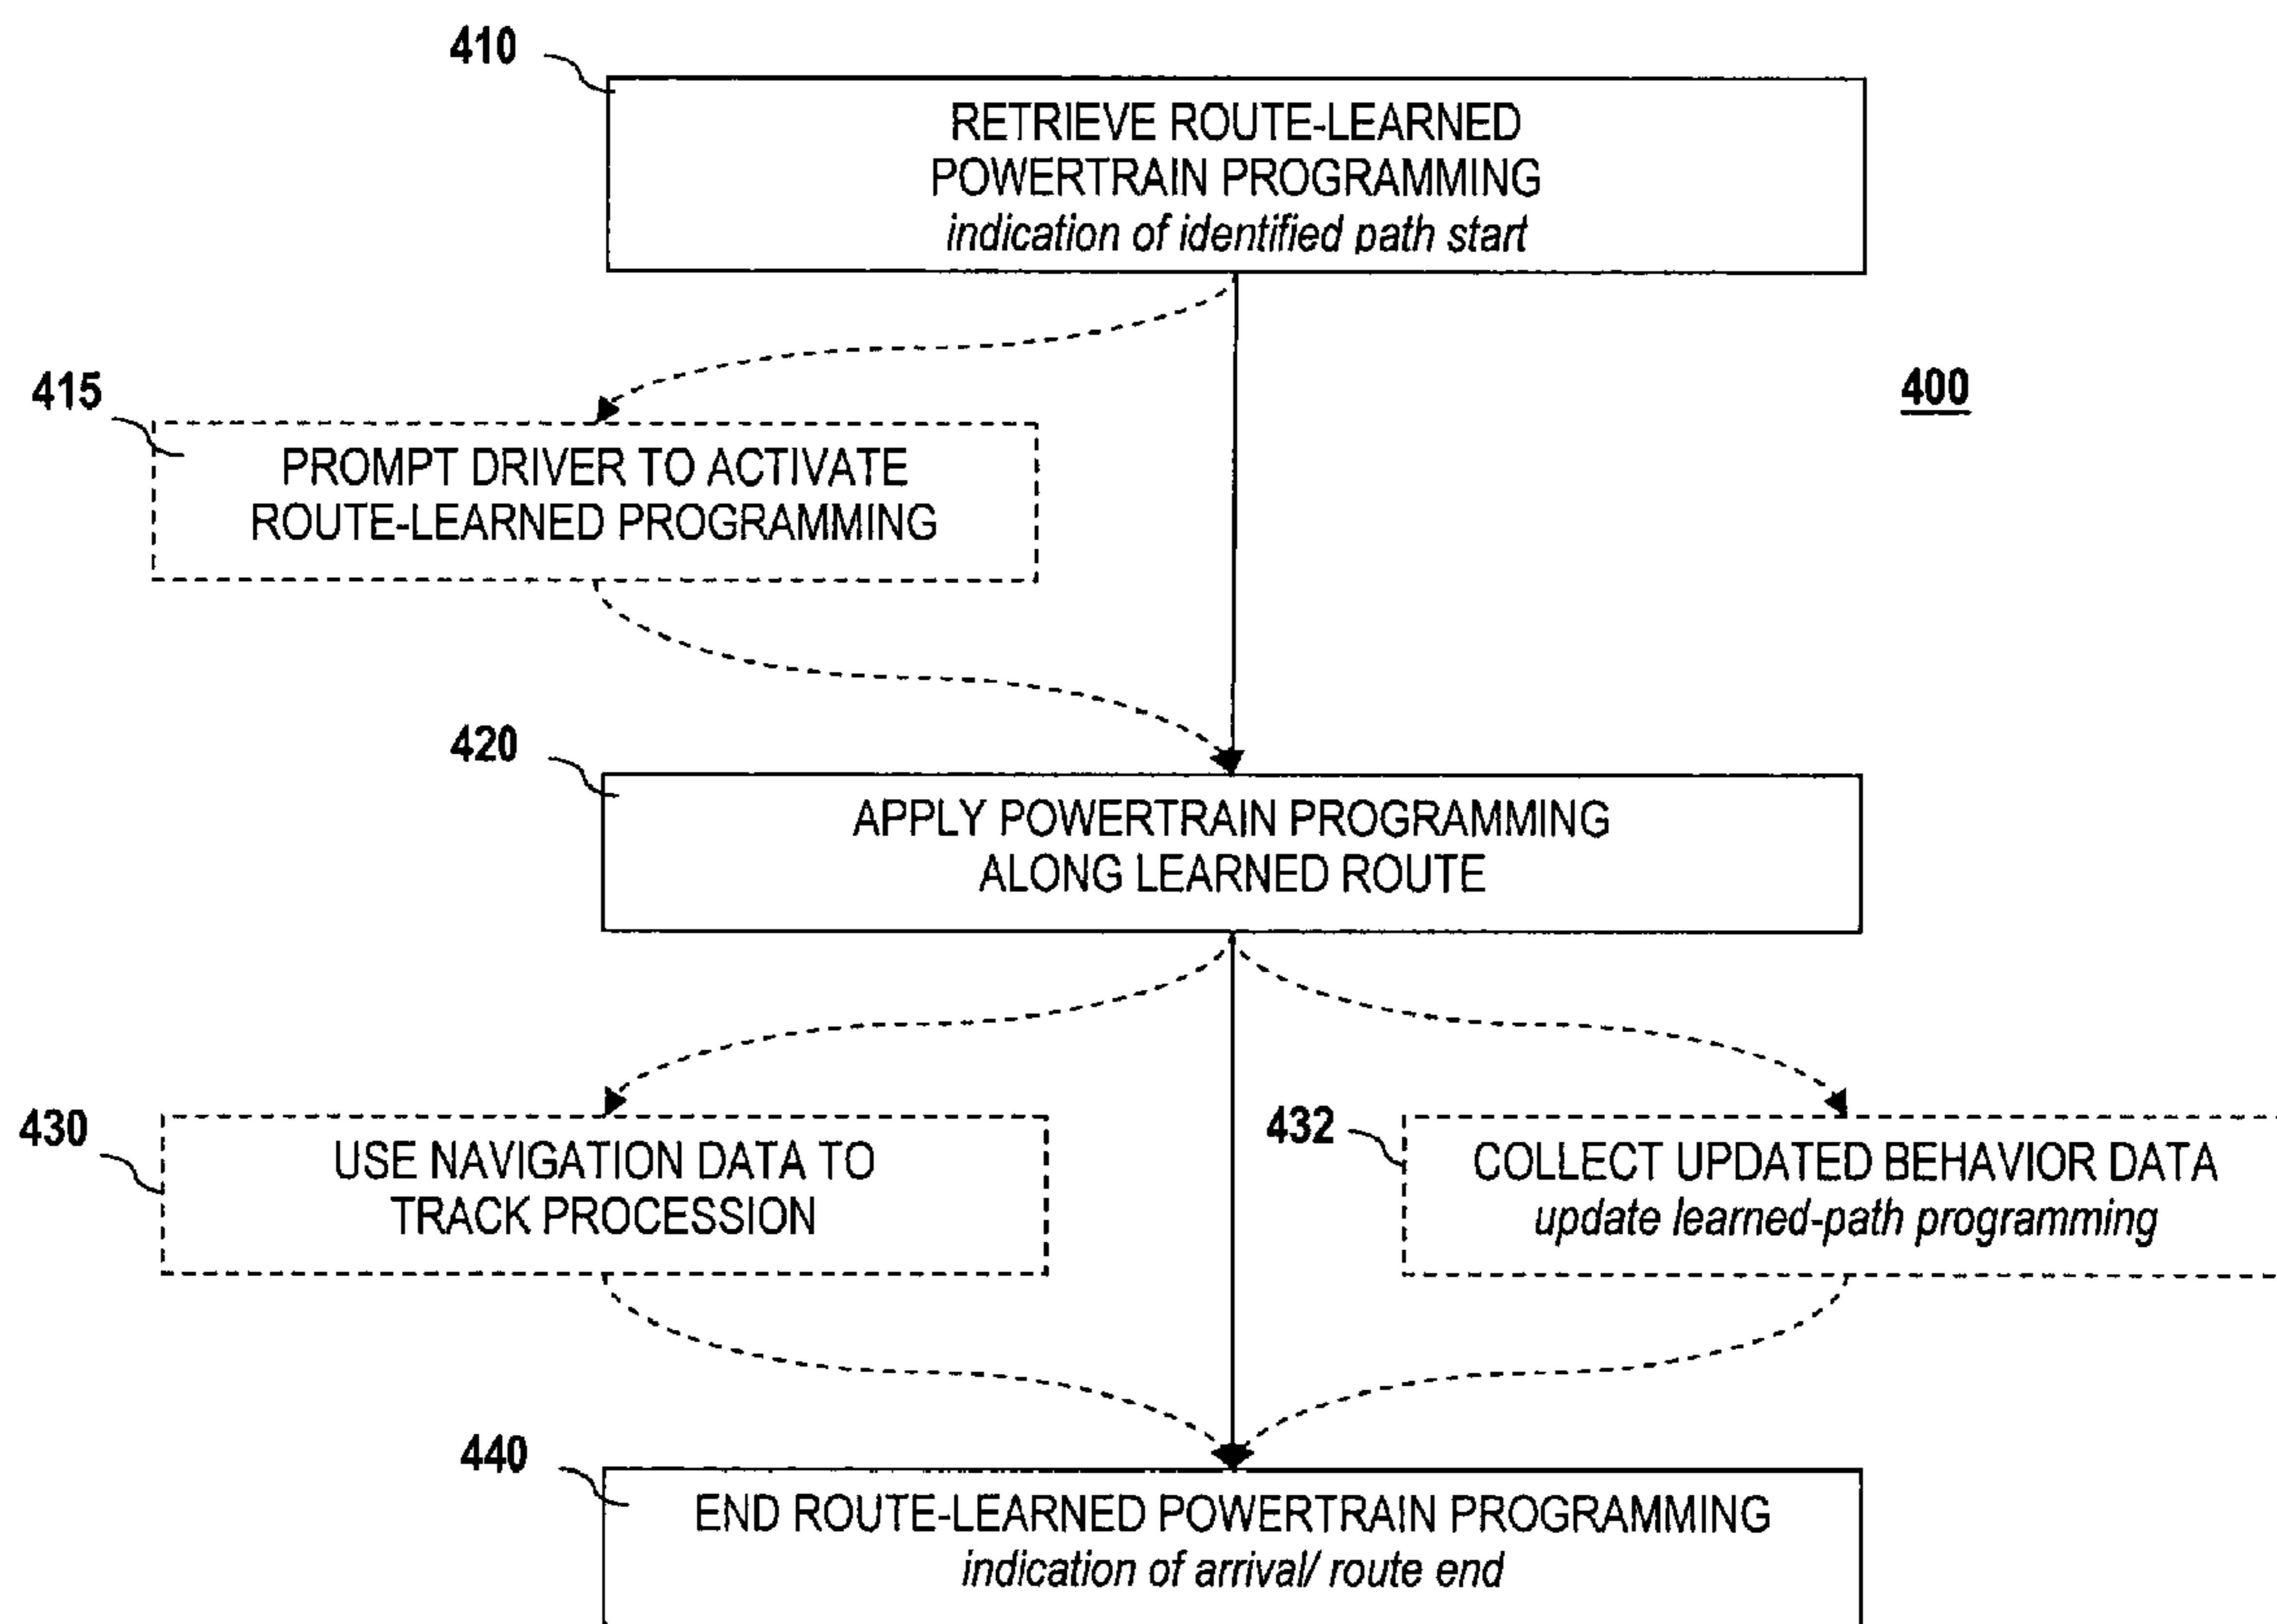 410
RETRIEVE ROUTE-LEARNED
POWERTRAIN PROGRAMMING
indication of identified path start
400
415
PROMPT DRIVER TO ACTIVATE
ROUTE-LEARNED PROGRAMMING
420
APPLY POWERTRAIN PROGRAMMING
ALONG LEARNED ROUTE
430
USE NAVIGATION DATA TO
TRACK PROCESSION
432
COLLECT UPDATED BEHAVIOR DATA
update learned-path programming
440
END ROUTE-LEARNED POWERTRAIN PROGRAMMING
indication of arrival/ route end